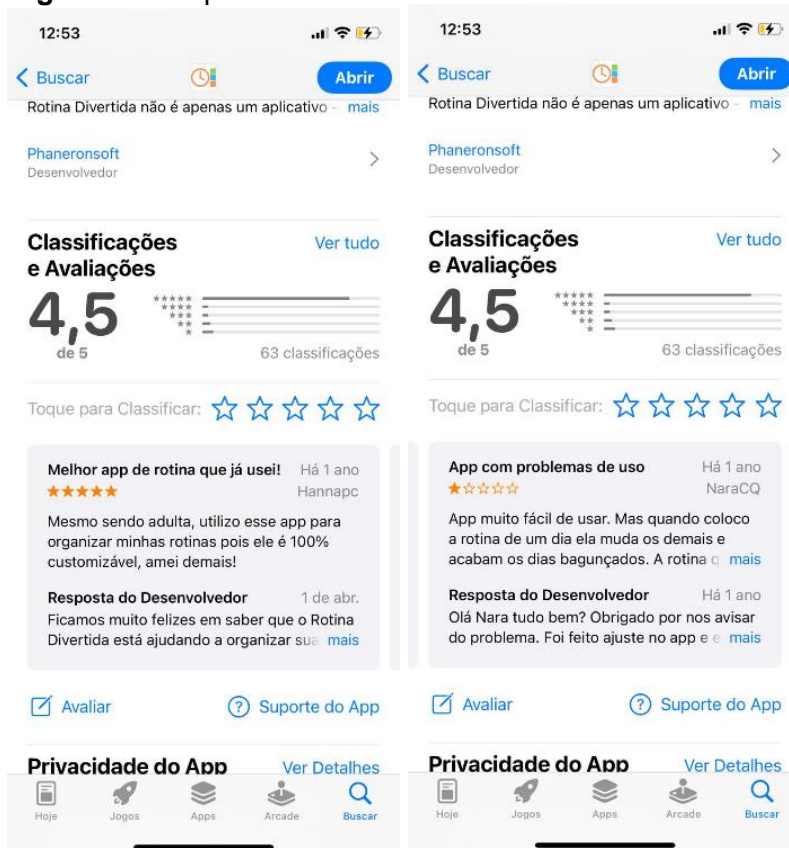 12:53
Buscar
Abrir
Rotina Divertida não é apenas um aplicativo - mais
Phaneronsoft
Desenvolvedor
Classificações
e Avaliações
Ver tudo
4,5
de 5
63 classificações
Toque para Classificar:
Melhor app de rotina que já usei! Há 1 ano
Hannapc
Mesmo sendo adulta, utilizo esse app para
organizar minhas rotinas pois ele é 100%
customizável, amei demais!
Resposta do Desenvolvedor 1 de abr.
Ficamos muito felizes em saber que o Rotina
Divertida está ajudando a organizar sua mais
Avaliar
Suporte do App
Privacidade do App Ver Detalhes
Hoje Jogos Apps Arcade Buscar
12:53
Buscar
Abrir
Rotina Divertida não é apenas um aplicativo - mais
Phaneronsoft
Desenvolvedor
Classificações
e Avaliações
Ver tudo
4,5
de 5
63 classificações
Toque para Classificar:
App com problemas de uso Há 1 ano
NaraCQ
App muito fácil de usar. Mas quando coloco
a rotina de um dia ela muda os demais e
acabam os dias bagunçados. A rotina q mais
Resposta do Desenvolvedor Há 1 ano
Olá Nara tudo bem? Obrigado por nos avisar
do problema. Foi feito ajuste no app e e mais
Avaliar
Suporte do App
Privacidade do App Ver Detalhes
Hoje Jogos Apps Arcade Buscar